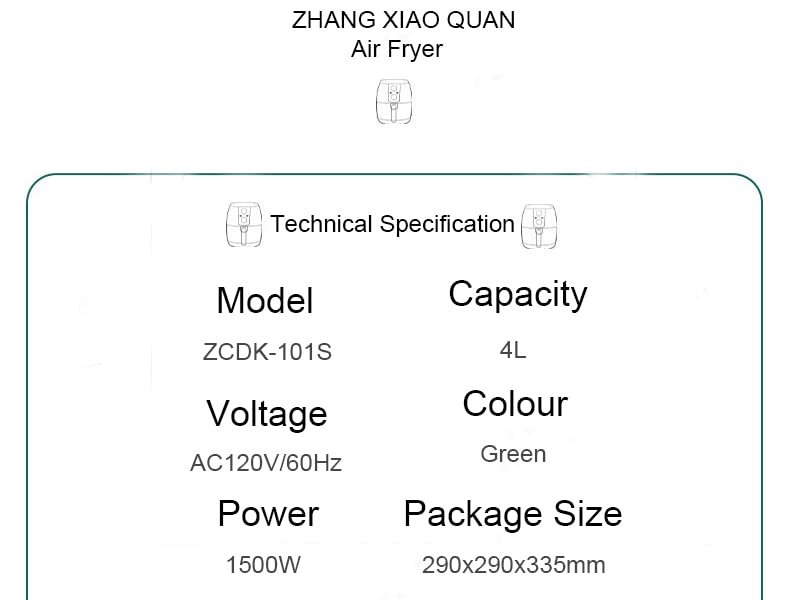 ZHANG XIAO QUAN
Air Fryer
Technical Specification
Model
ZCDK-101S
Capacity
4L
Voltage
AC120V/60Hz
Colour
Green
Power
1500W
Package Size
290x290x335mm